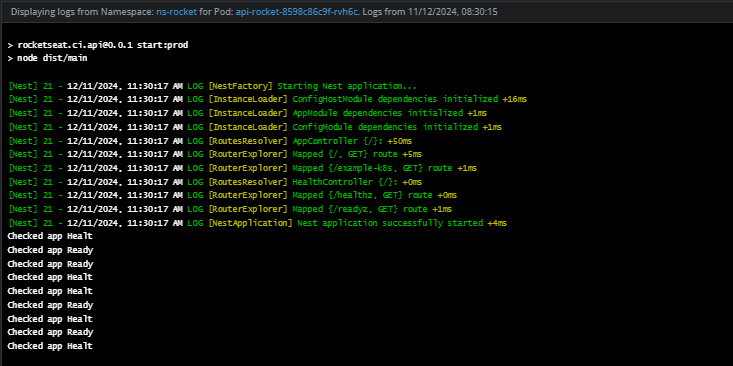 Displaying logs from Namespace: ns-rocket for Pod: api-rocket-8598c86c9f-rvh6c. Logs from 11/12/2024, 08:30:15
> rocketseat.ci.api@0.0.1 start:prod
> node dist/main
[Nest] 21 - 12/11/2024, 11:30:17 AM LOG [NestFactory] Starting Nest application...
[Nest] 21 - 12/11/2024, 11:30:17 AM LOG [InstanceLoader] ConfigHostModule dependencies initialized +16ms
[Nest] 21 - 12/11/2024, 11:30:17 AM LOG [InstanceLoader] AppModule dependencies initialized +1ms
[Nest] 21 - 12/11/2024, 11:30:17 AM LOG [InstanceLoader] ConfigModule dependencies initialized +1ms
[Nest] 21 - 12/11/2024, 11:30:17 AM LOG [RoutesResolver] AppController {/}: +50ms
[Nest] 21 - 12/11/2024, 11:30:17 AM LOG [RouterExplorer] Mapped {/, GET} route +5ms
[Nest] 21 - 12/11/2024, 11:30:17 AM LOG [RouterExplorer] Mapped {/example-k8s, GET} route +1ms
[Nest] 21 - 12/11/2024, 11:30:17 AM LOG [RoutesResolver] HealthController {/}: +0ms
[Nest] 21 - 12/11/2024, 11:30:17 AM LOG [RouterExplorer] Mapped {/healthz, GET} route +0ms
[Nest] 21 - 12/11/2024, 11:30:17 AM LOG [RouterExplorer] Mapped {/readyz, GET} route +1ms
[Nest] 21 - 12/11/2024, 11:30:17 AM LOG [NestApplication] Nest application successfully started +4ms
Checked app Healt
Checked app Ready
Checked app Ready
Checked app Healt
Checked app Healt
Checked app Ready
Checked app Healt
Checked app Ready
Checked app Healt